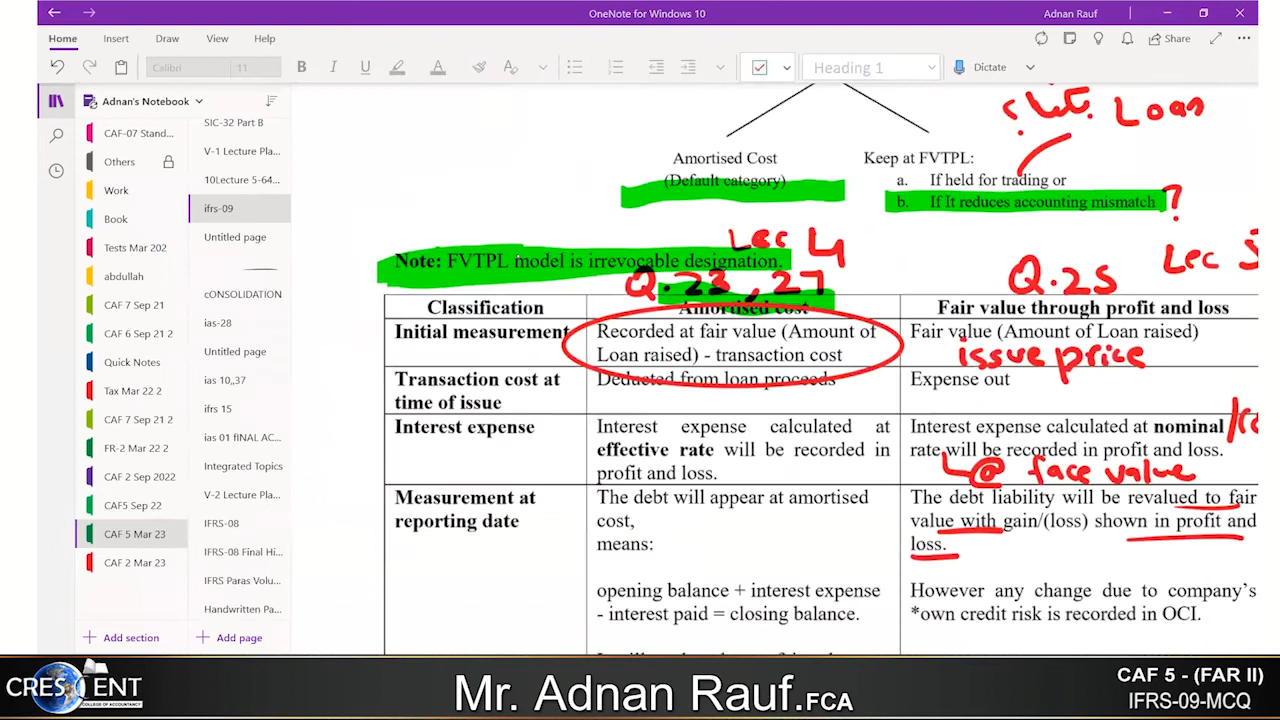 OneNote for Windows 10
Adnan Rauf
Home Insert Draw View Help
Share
Calibri 11
B I U A
Heading 1
Dictate
Adnan's Notebook
CAF-07 Stand...
Others
Work
Book
Tests Mar 202
abdullah
CAF 7 Sep 21
CAF 6 Sep 21 2
Quick Notes
Tax Mar 22 2
CAF 7 Sep 21 2
FR-2 Mar 22 2
CAF 2 Sep 2022
CAF5 Sep 22
CAF 5 Mar 23
CAF 2 Mar 23
Add section
SIC-32 Part B
V-1 Lecture Pla...
10Lecture 5-64...
ifrs-09
Untitled page
cONSOLIDATION
ias-28
Untitled page
ias 10,,37
ifrs 15
ias 01 fINAL AC...
Integrated Topics
V-2 Lecture Pla...
IFRS-08
IFRS-08 Final Hi...
IFRS Paras Volu...
Handwritten Pa...
Add page
Loan
Amortised Cost
(Default category)
Keep at FVTPL:
a. If held for trading or
b. If It reduces accounting mismatch
?
Lec 4
Note: FVTPL model is irrevocable designation.
Lec
Q.23, 27
Q.25
Classification
Amortised cost
Fair value through profit and loss
Initial measurement
Recorded at fair value (Amount of
Loan raised) - transaction cost
Fair value (Amount of Loan raised)
issue price
Transaction cost at
time of issue
Deducted from loan proceeds
Expense out
Interest expense
Interest expense calculated at
effective rate will be recorded in
profit and loss.
Interest expense calculated at nominal
rate will be recorded in profit and loss.
@ face value
Measurement at
reporting date
The debt will appear at amortised
cost,
means:
opening balance + interest expense
- interest paid = closing balance.
The debt liability will be revalued to fair
value with gain/(loss) shown in profit and
loss.
However any change due to company's
*own credit risk is recorded in OCI.
CRESCENT
COLLEGE OF ACCOUNTANCY
Mr. Adnan Rauf.FCA
CAF 5 - (FAR II)
IFRS-09-MCQ